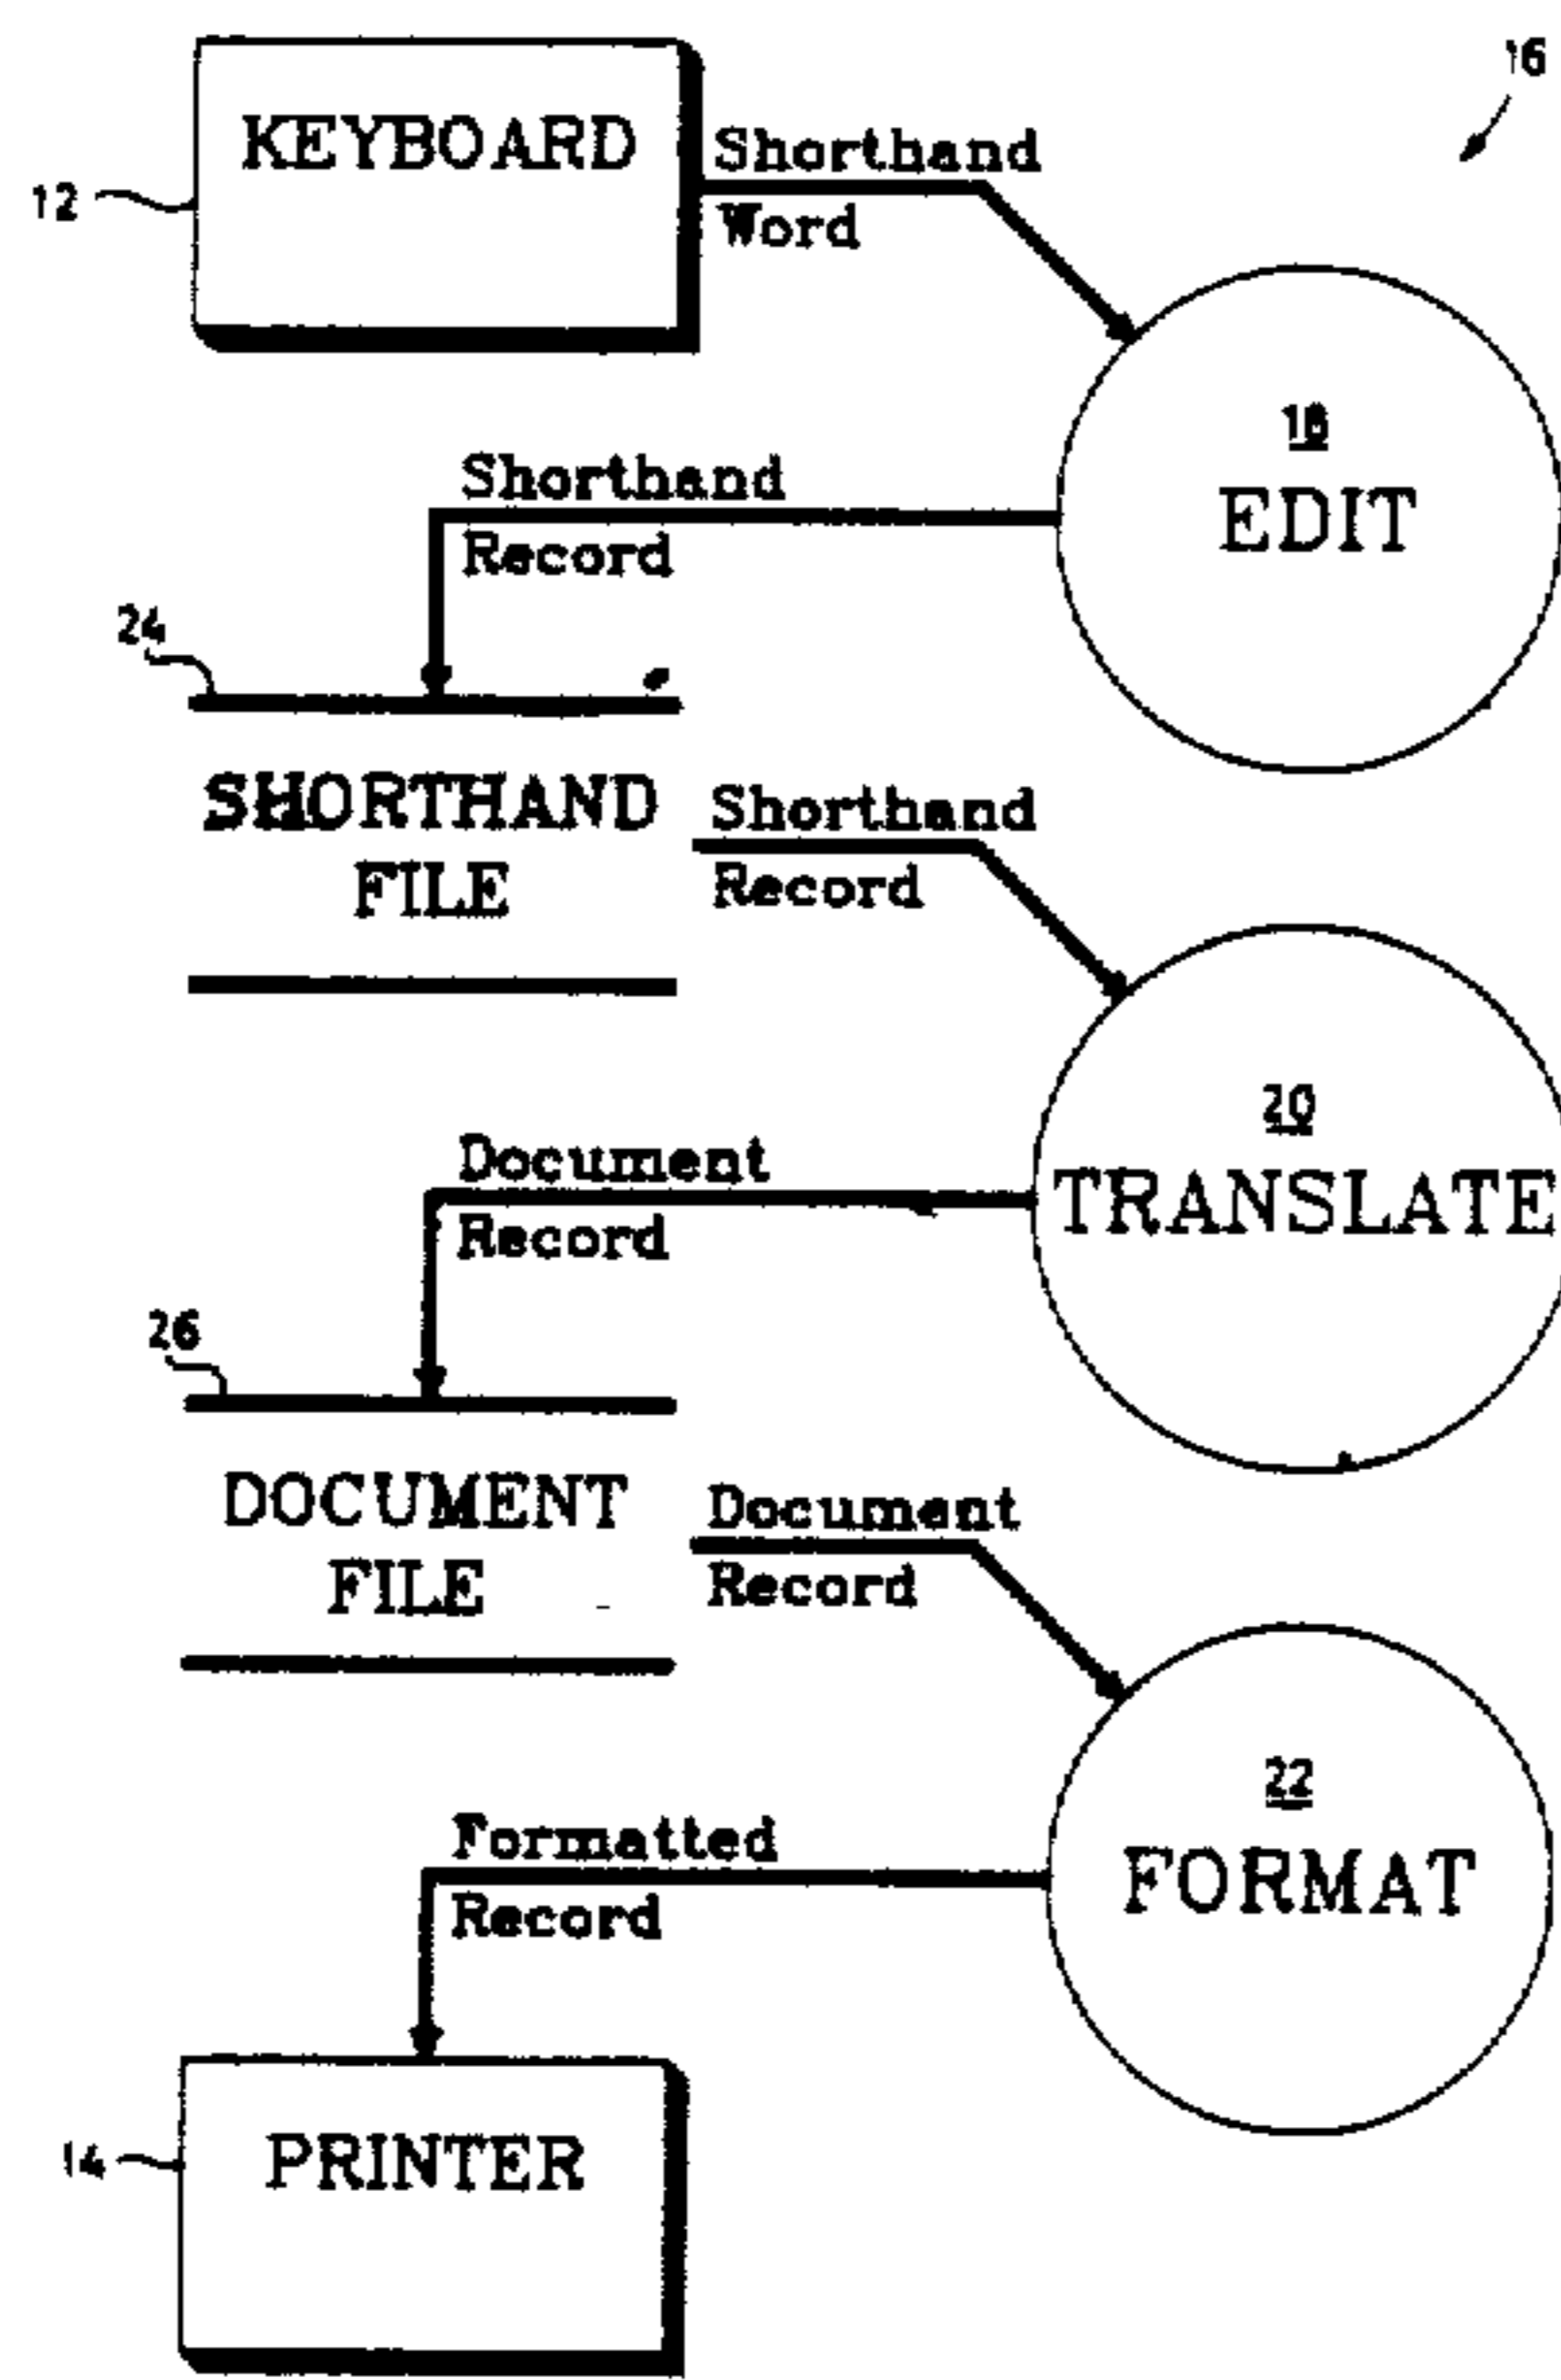 16
KEYBOARD
12
Shorthand
Word
18
EDIT
Shorthand
Record
24
SHORTHAND
FILE
Shorthand
Record
20
TRANSLATE
Document
Record
26
DOCUMENT
FILE
Document
Record
22
FORMAT
Formatted
Record
14
PRINTER